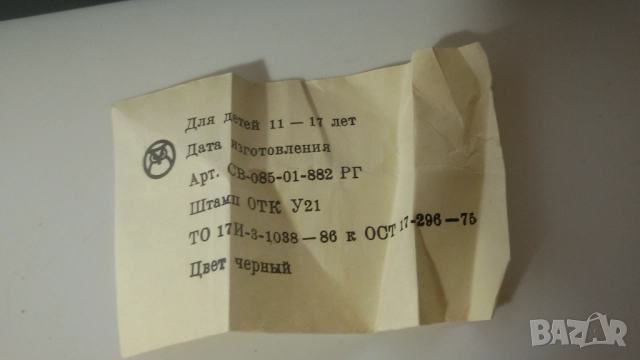 Для детей 11 — 17 лет
Дата изготовления
Арт. СВ-085-01-882 РГ
Штамп ОТК У21
ТО 17И-3-1038 — 86 к ОСТ 17-296 — 75
Цвет черный
BAZAR